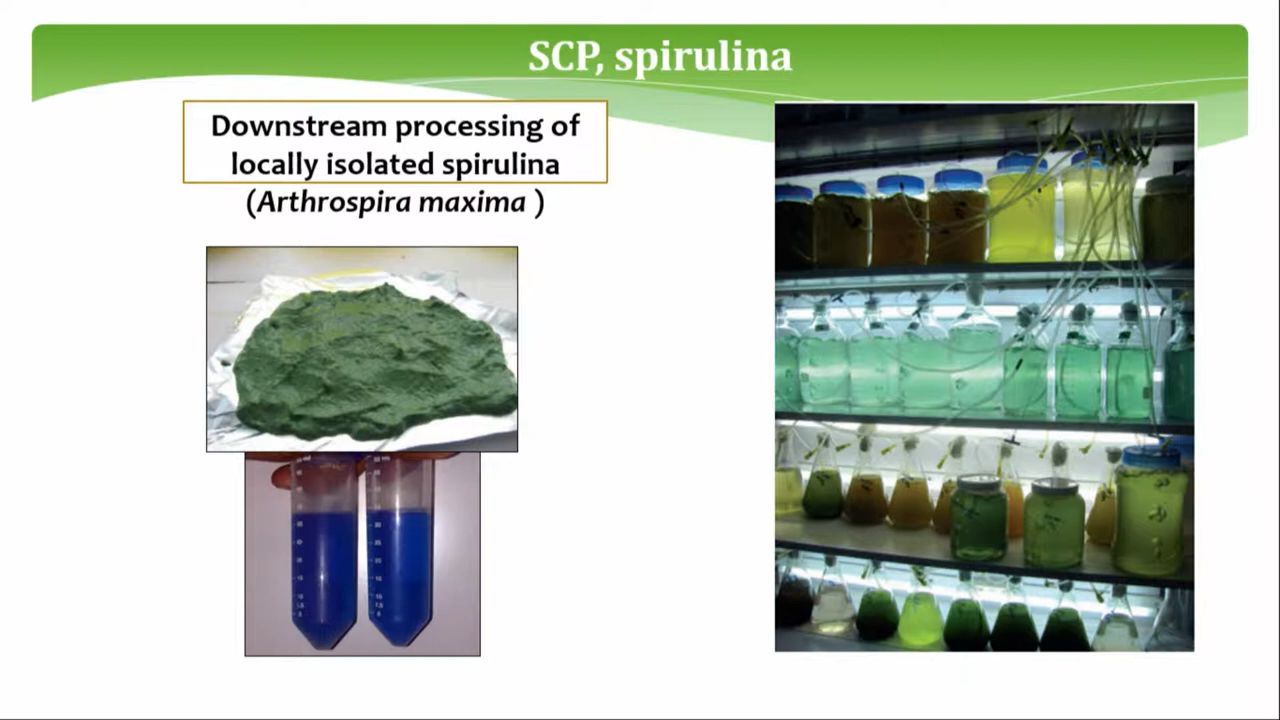 SCP, spirulina
Downstream processing of
locally isolated spirulina
(Arthrospira maxima )